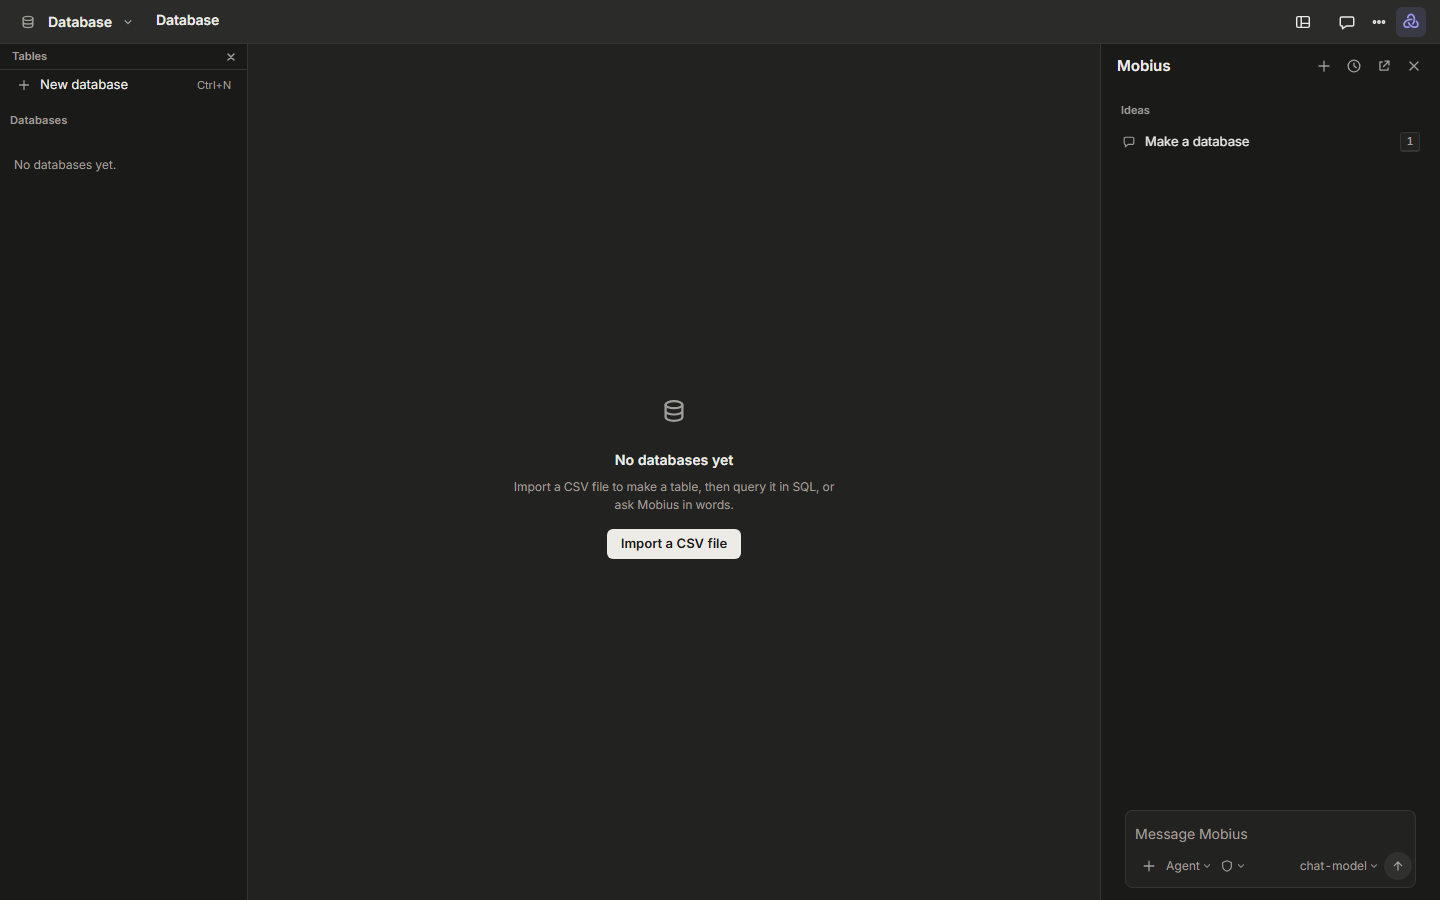 Database
Database
Tables
New database
Ctrl+N
Databases
No databases yet.
No databases yet
Import a CSV file to make a table, then query it in SQL, or
ask Mobius in words.
Import a CSV file
Mobius
Ideas
Make a database
1
Message Mobius
Agent
chat-model